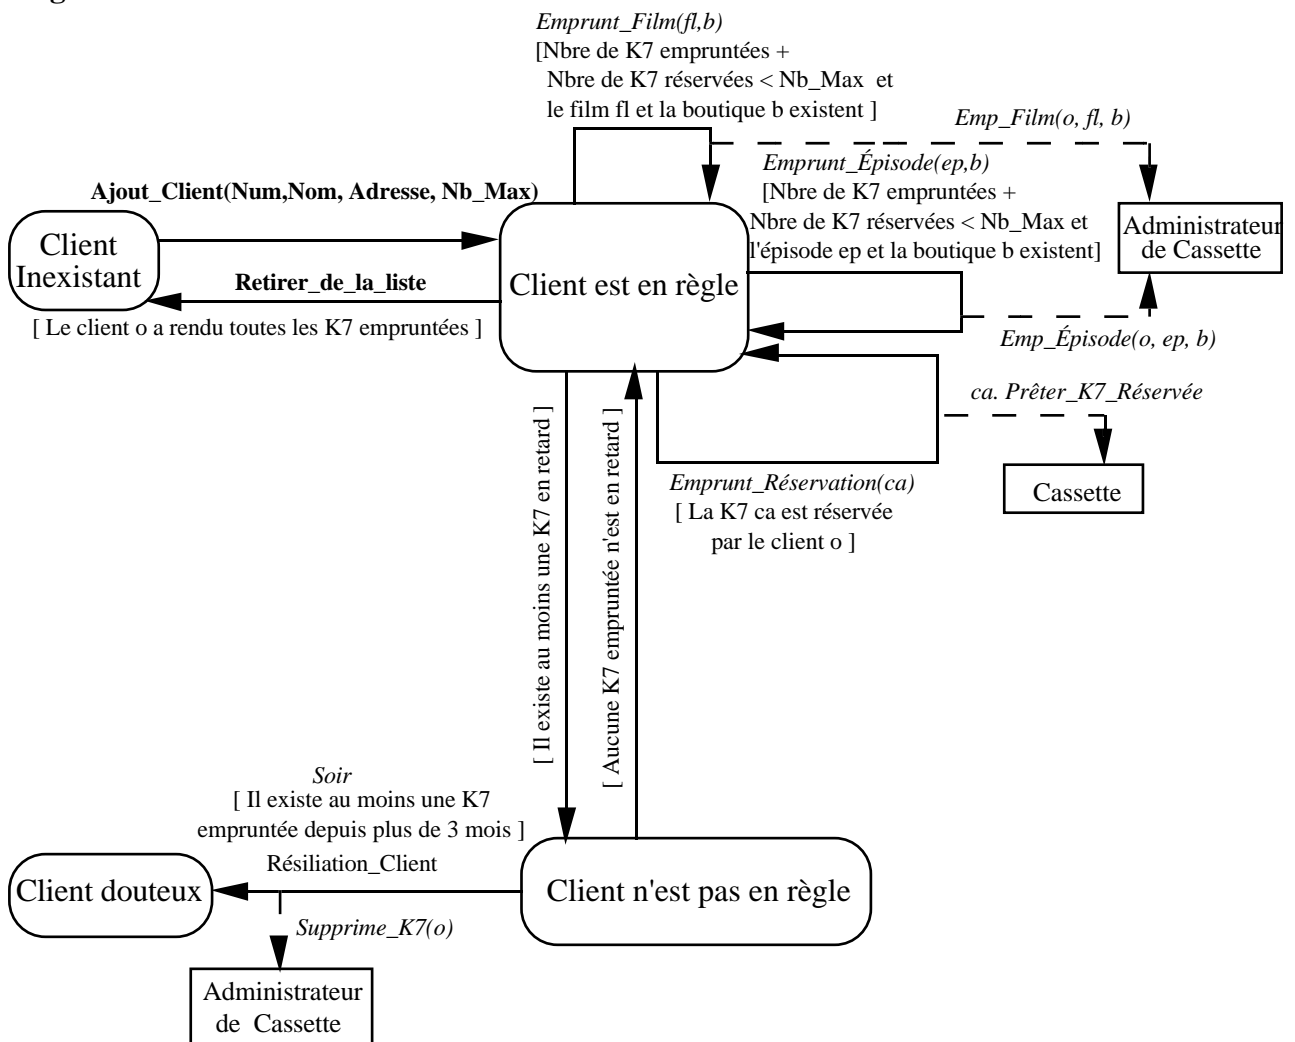 Emprunt_Film(fl,b)
[Nbre de K7 empruntées +
Nbre de K7 réservées < Nb_Max et
le film fl et la boutique b existent ]
Emp_Film(o, fl, b)
Emprunt_Épisode(ep,b)
[Nbre de K7 empruntées +
Nbre de K7 réservées < Nb_Max et
l'épisode ep et la boutique b existent]
Administrateur
de Cassette
Ajout_Client(Num,Nom, Adresse, Nb_Max)
Client
Inexistant
Retirer_de_la_liste
[ Le client o a rendu toutes les K7 empruntées ]
Client est en règle
Emp_Épisode(o, ep, b)
ca. Prêter_K7_Réservée
Cassette
Emprunt_Réservation(ca)
[ La K7 ca est réservée
par le client o ]
[ Il existe au moins une K7 en retard ]
[ Aucune K7 empruntée n'est en retard ]
Soir
[ Il existe au moins une K7
empruntée depuis plus de 3 mois ]
Résiliation_Client
Client douteux
Client n'est pas en règle
Supprime_K7(o)
Administrateur
de Cassette